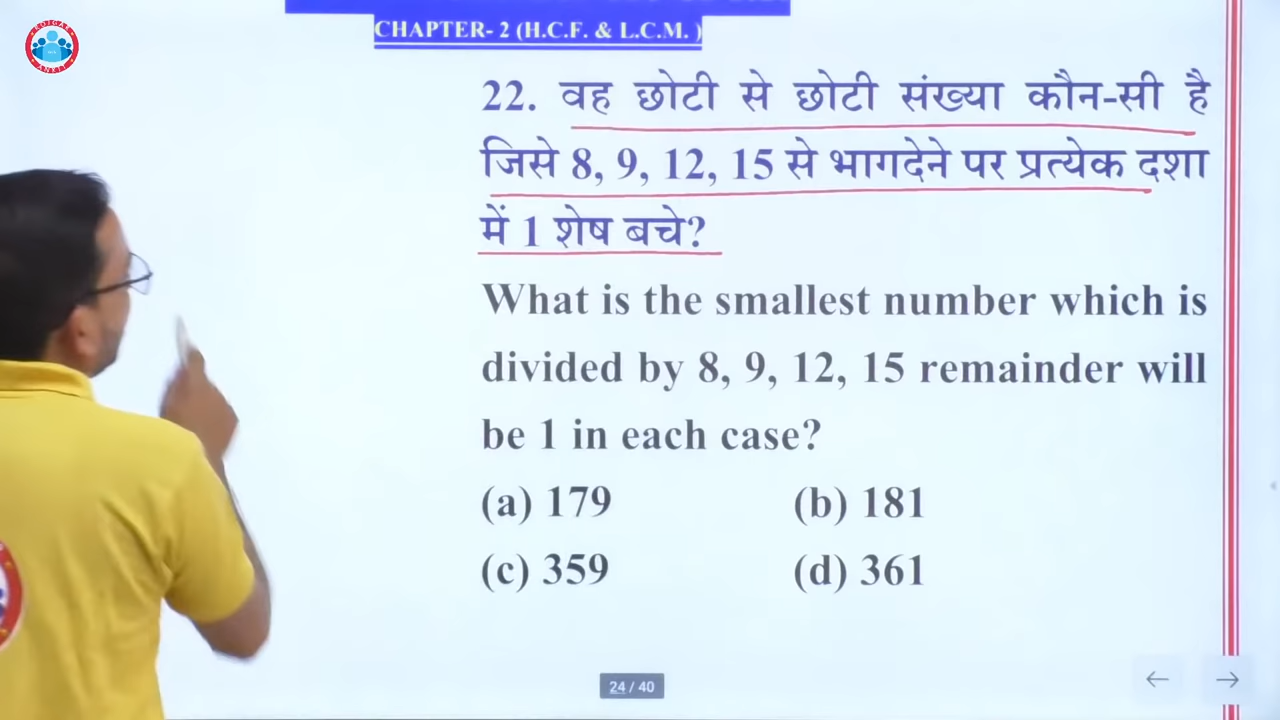 ROJGAR
ANKIT
CHAPTER- 2 (H.C.F. & L.C.M. )
22. वह छोटी से छोटी संख्या कौन-सी है
जिसे 8, 9, 12, 15 से भागदेने पर प्रत्येक दशा
में 1 शेष बचे?
What is the smallest number which is
divided by 8, 9, 12, 15 remainder will
be 1 in each case?
(a) 179 (b) 181
(c) 359 (d) 361
24 / 40